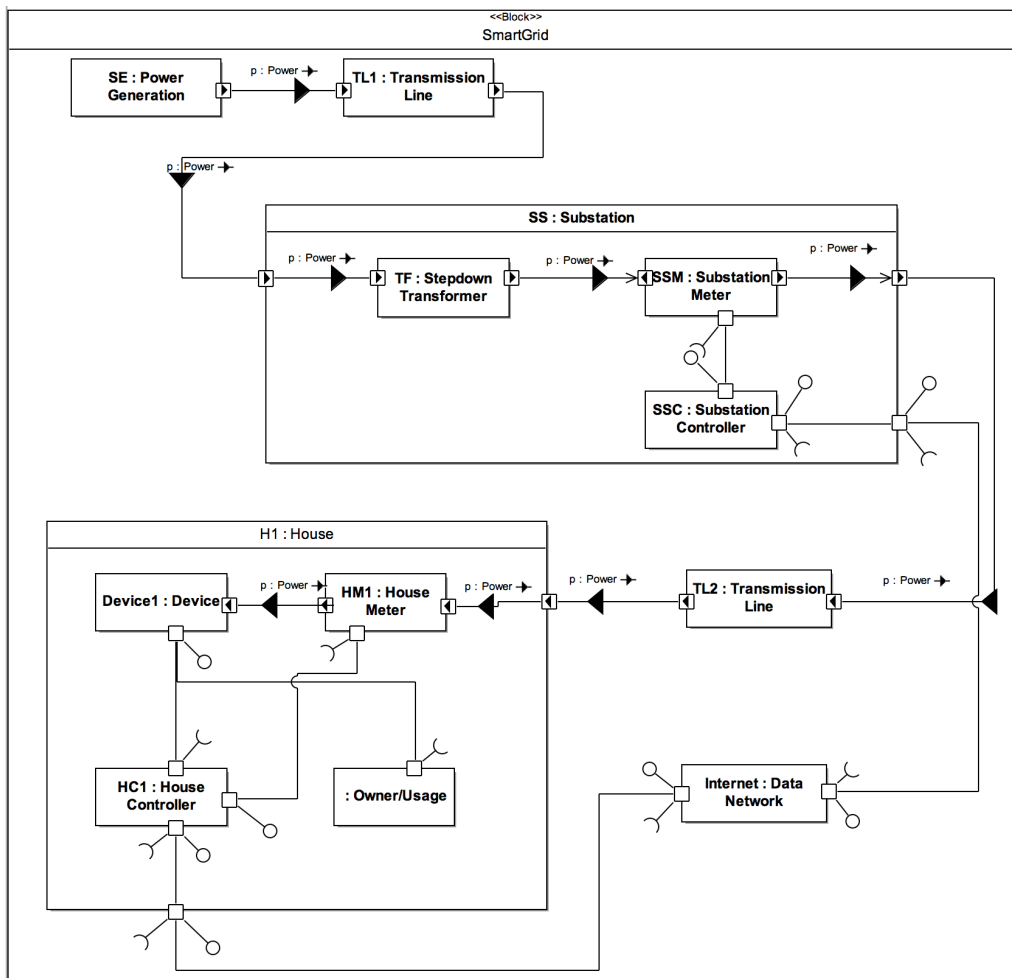 <<Block>>
SmartGrid
SE : Power
Generation
p : Power
TL1 : Transmission
Line
p : Power
SS : Substation
p : Power
TF : Stepdown
Transformer
p : Power
SSM : Substation
Meter
p : Power
SSC : Substation
Controller
H1 : House
Device1 : Device
p : Power
HM1 : House
Meter
p : Power
p : Power
TL2 : Transmission
Line
p : Power
HC1 : House
Controller
: Owner/Usage
Internet : Data
Network